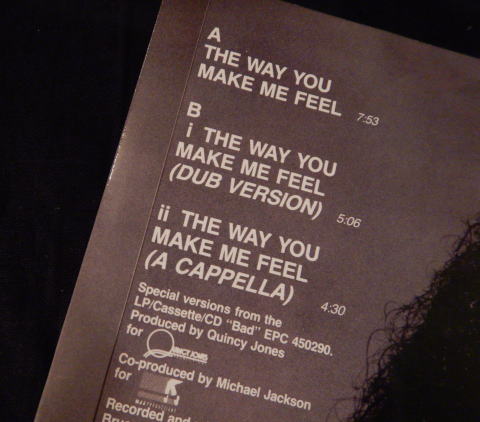 A
THE WAY YOU
MAKE ME FEEL 7:53
B
i THE WAY YOU
MAKE ME FEEL
(DUB VERSION) 5:06
ii THE WAY YOU
MAKE ME FEEL
(A CAPPELLA) 4:30
Special versions from the
LP/Cassette/CD "Bad" EPC 450290.
Produced by Quincy Jones
for QUINCY JONES
Co-produced by Michael Jackson
for
Recorded and